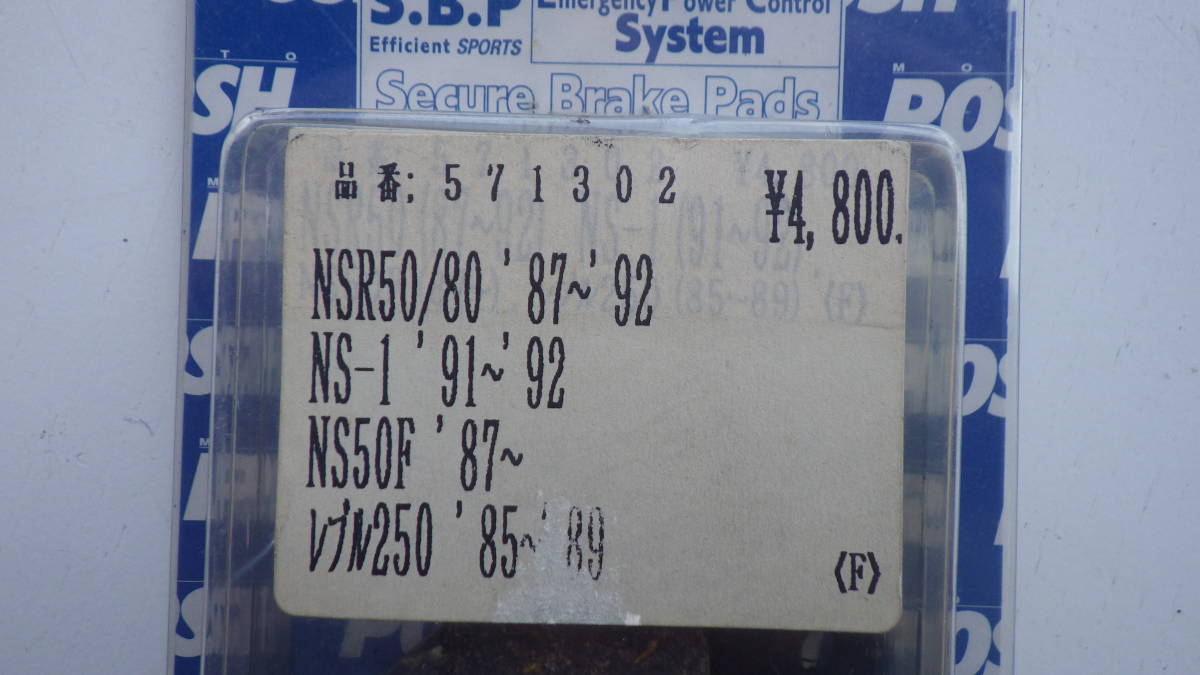 S.B.P
Efficient SPORTS
Emergency Power Control
System
Secure Brake Pads
品番; 571302 ¥4,800.
NSR50/80 '87~'92
NS-1 '91~'92
NS50F '87~
レブル250 '85~'89
《F》